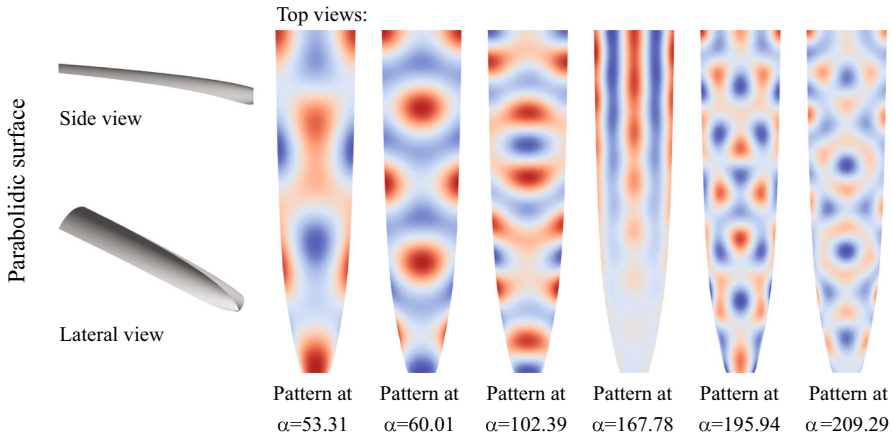 Top views:
Parabolidic surface
Side view
Lateral view
Pattern at
α=53.31
Pattern at
α=60.01
Pattern at
α=102.39
Pattern at
α=167.78
Pattern at
α=195.94
Pattern at
α=209.29